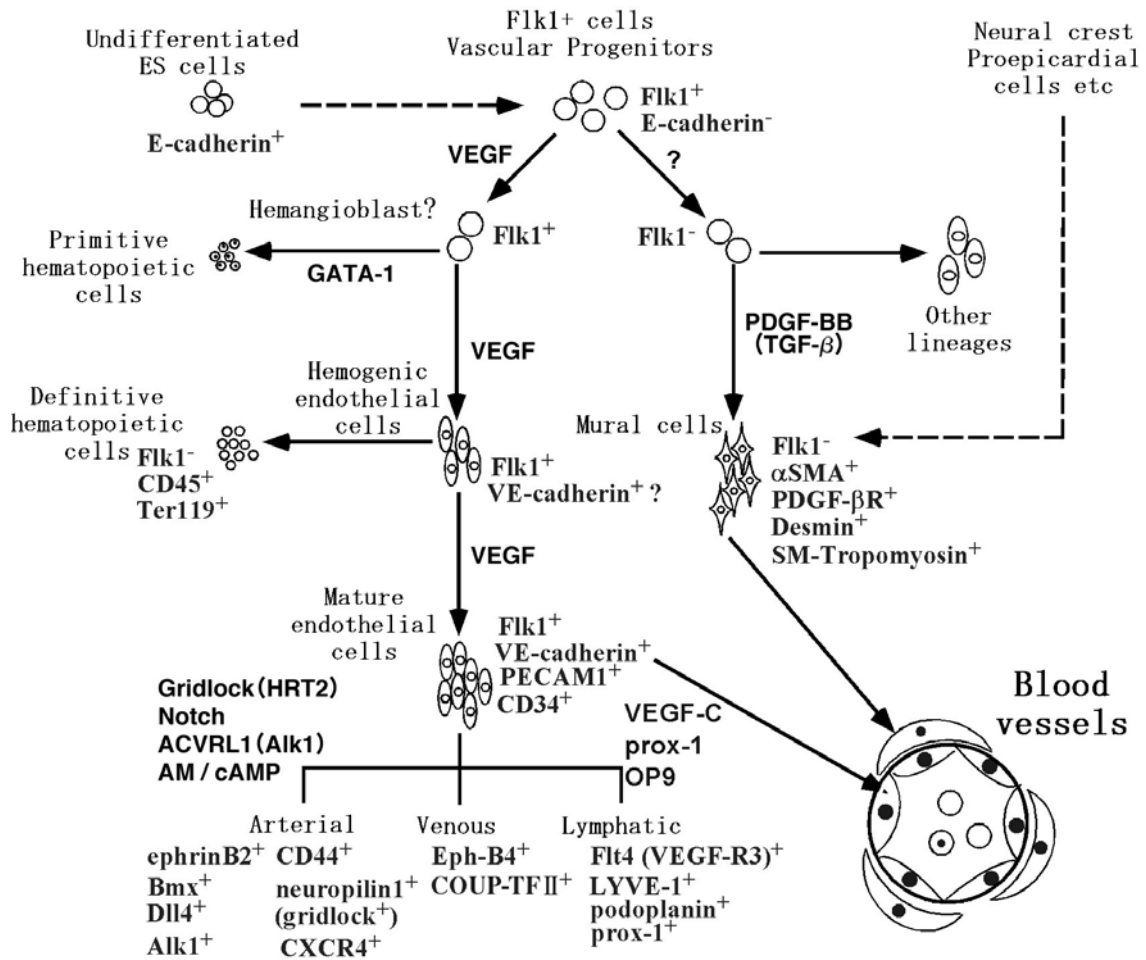 Undifferentiated
ES cells
E-cadherin⁺
Flk1+ cells
Vascular Progenitors
Flk1⁺
E-cadherin⁻
Neural crest
Proepicardial
cells etc
VEGF
?
Hemangioblast?
Flk1⁺
Flk1⁻
Primitive
hematopoietic
cells
GATA-1
Other
lineages
VEGF
PDGF-BB
(TGF-β)
Hemogenic
endothelial
cells
Definitive
hematopoietic
cells
Flk1⁻
CD45⁺
Ter119⁺
Flk1⁺
VE-cadherin⁺ ?
Mural cells
Flk1⁻
αSMA⁺
PDGF-βR⁺
Desmin⁺
SM-Tropomyosin⁺
VEGF
Mature
endothelial
cells
Flk1⁺
VE-cadherin⁺
PECAM1⁺
CD34⁺
Gridlock(HRT2)
Notch
ACVRL1(Alk1)
AM / cAMP
VEGF-C
prox-1
OP9
Blood
vessels
Arterial
ephrinB2⁺ CD44⁺
Bmx⁺ neuropilin1⁺
Dll4⁺ (gridlock⁺)
Alk1⁺ CXCR4⁺
Venous
Eph-B4⁺
COUP-TFⅡ⁺
Lymphatic
Flt4 (VEGF-R3)⁺
LYVE-1⁺
podoplanin⁺
prox-1⁺